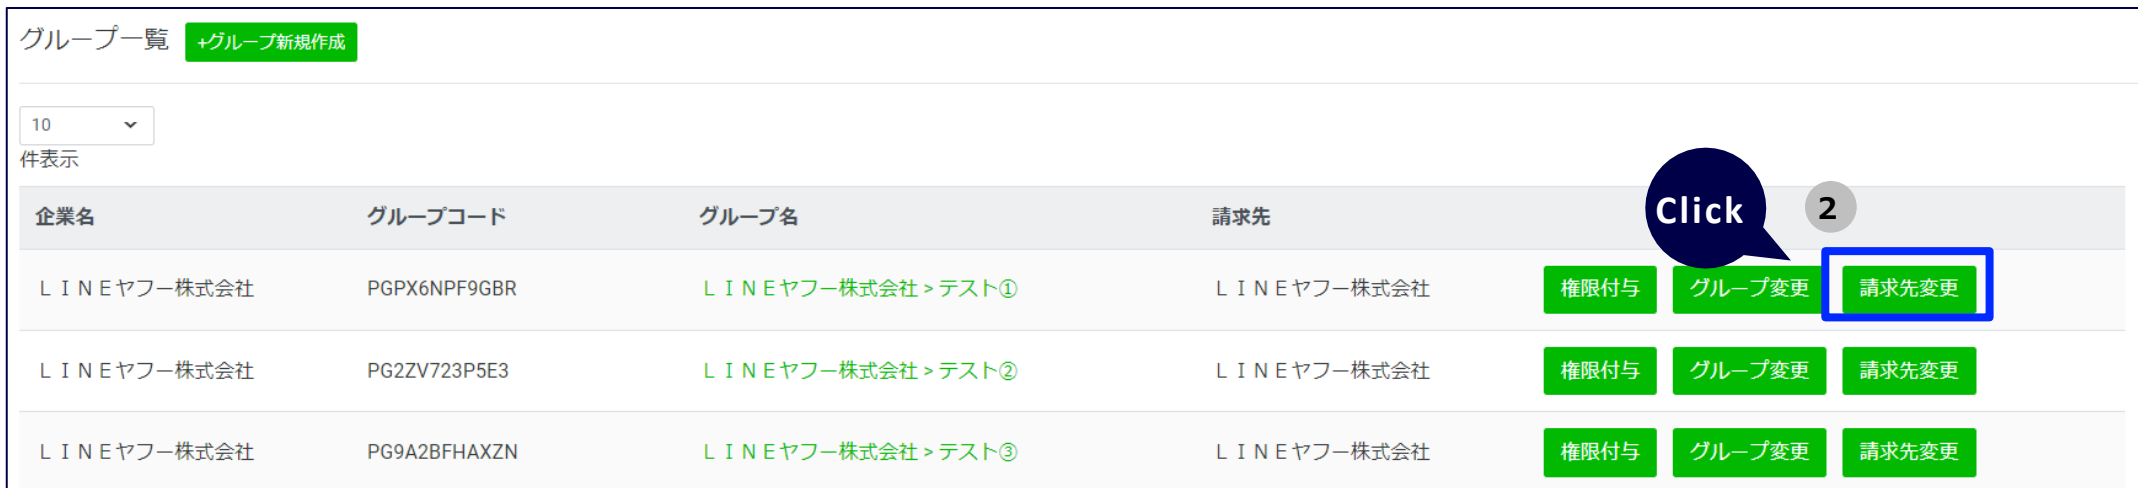 グループ一覧 +グループ新規作成
10
件表示
企業名 グループコード グループ名 請求先 Click 2
ＬＩＮＥヤフー株式会社 PGPX6NPF9GBR ＬＩＮＥヤフー株式会社 > テスト① ＬＩＮＥヤフー株式会社 権限付与 グループ変更 請求先変更
ＬＩＮＥヤフー株式会社 PG2ZV723P5E3 ＬＩＮＥヤフー株式会社 > テスト② ＬＩＮＥヤフー株式会社 権限付与 グループ変更 請求先変更
ＬＩＮＥヤフー株式会社 PG9A2BFHAXZN ＬＩＮＥヤフー株式会社 > テスト③ ＬＩＮＥヤフー株式会社 権限付与 グループ変更 請求先変更